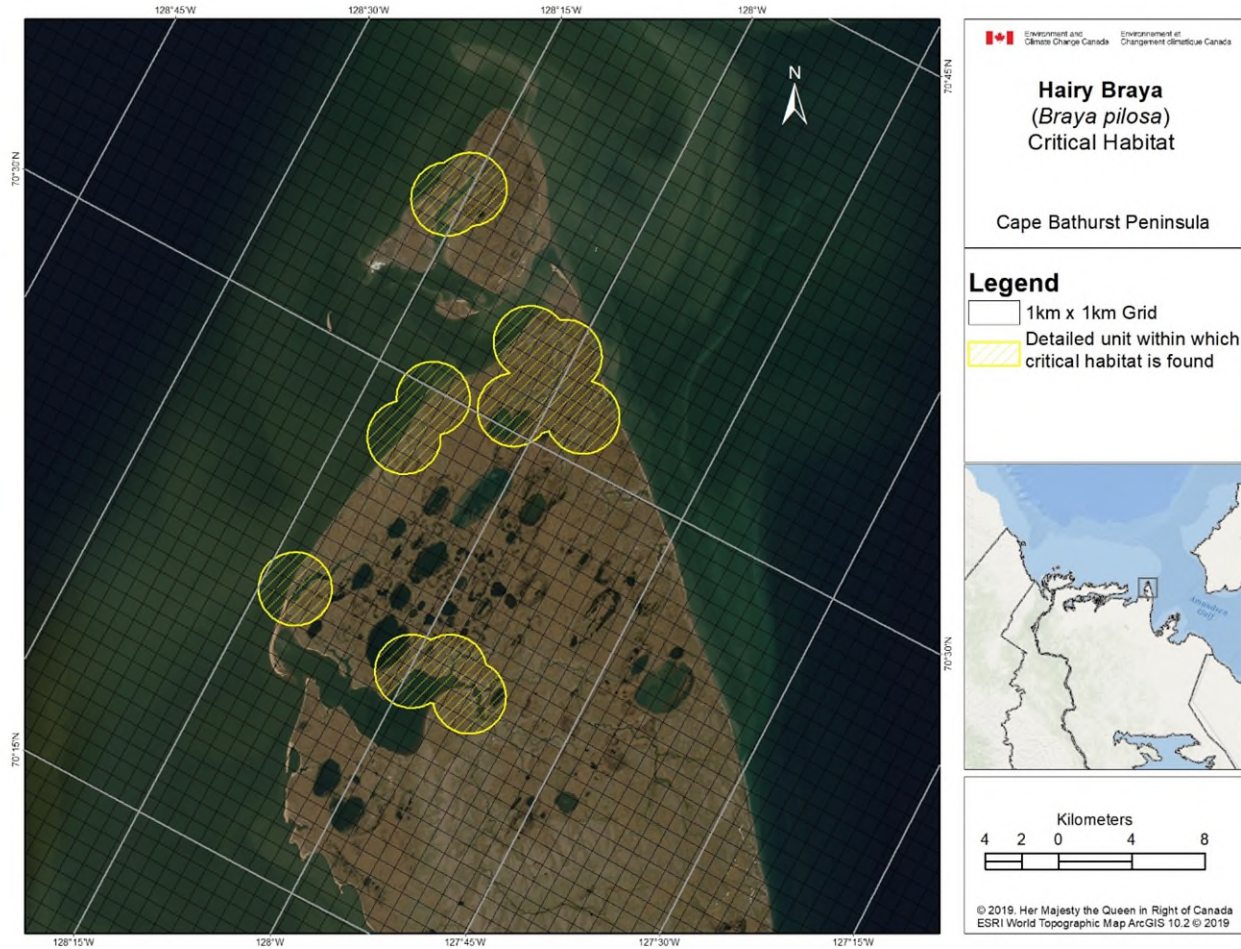 128°45'W 128°30'W 128°15'W 128°W
70°45'N
70°30'N
70°15'N
70°30'N
128°15'W 128°0'W 127°45'W 127°30'W 127°15'W
N
Environment and
Climate Change Canada
Environnement et
Changement climatique Canada
Hairy Braya
(Braya pilosa)
Critical Habitat
Cape Bathurst Peninsula
Legend
1km x 1km Grid
Detailed unit within which
critical habitat is found
Amundsen
Gulf
Kilometers
4 2 0 4 8
© 2019. Her Majesty the Queen in Right of Canada
ESRI World Topographic Map ArcGIS 10.2 © 2019